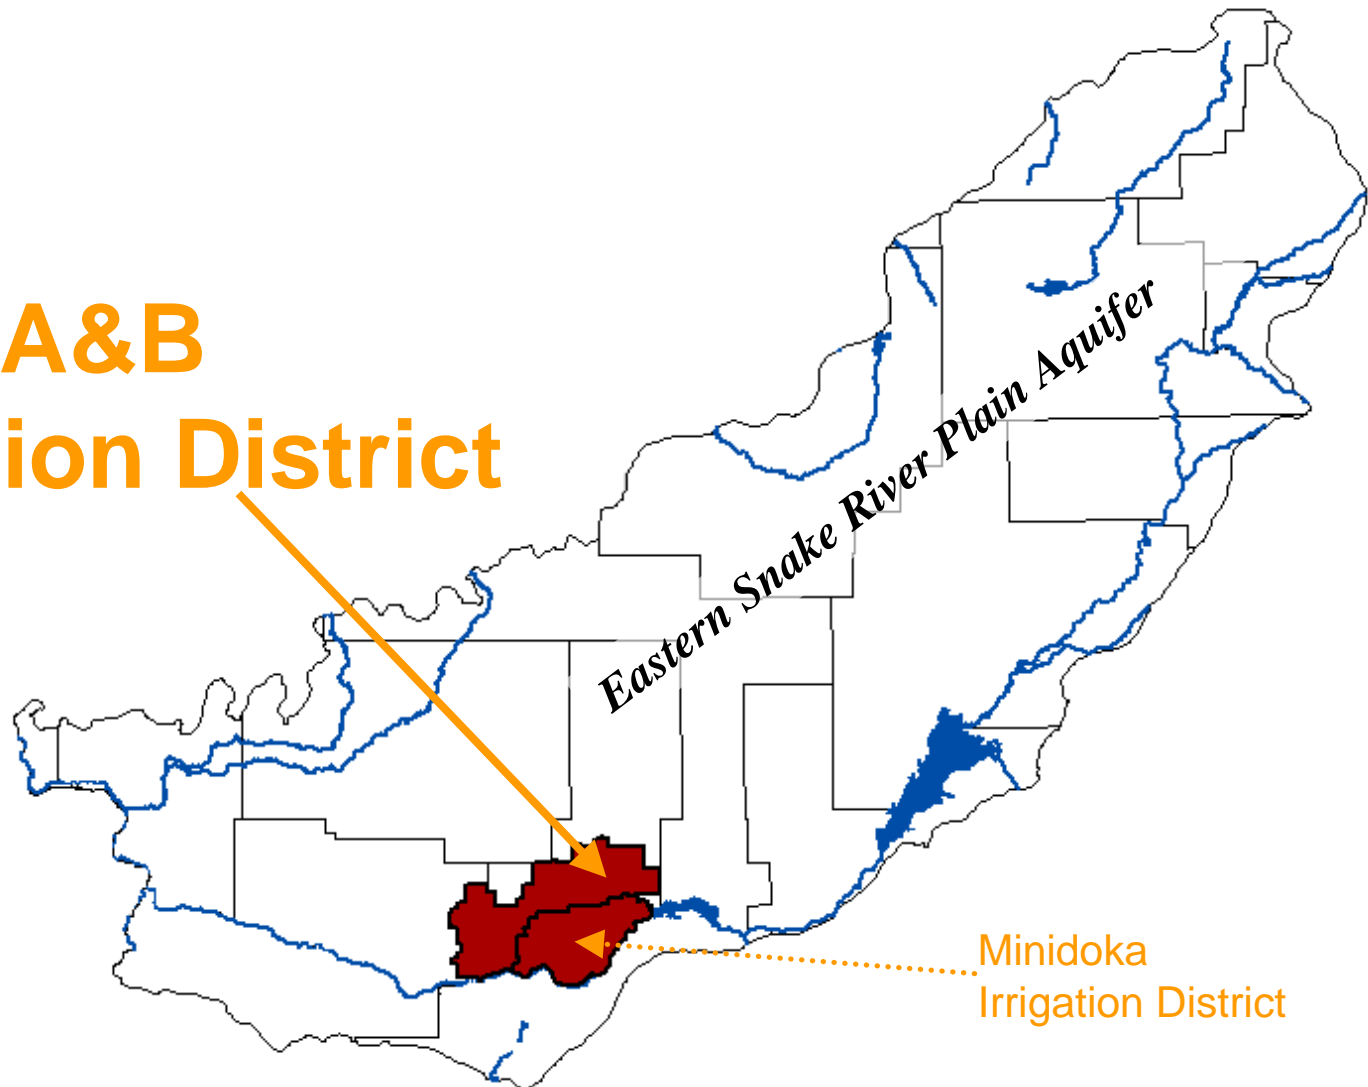 A&B
ion District
Eastern Snake River Plain Aquifer
Minidoka
Irrigation District